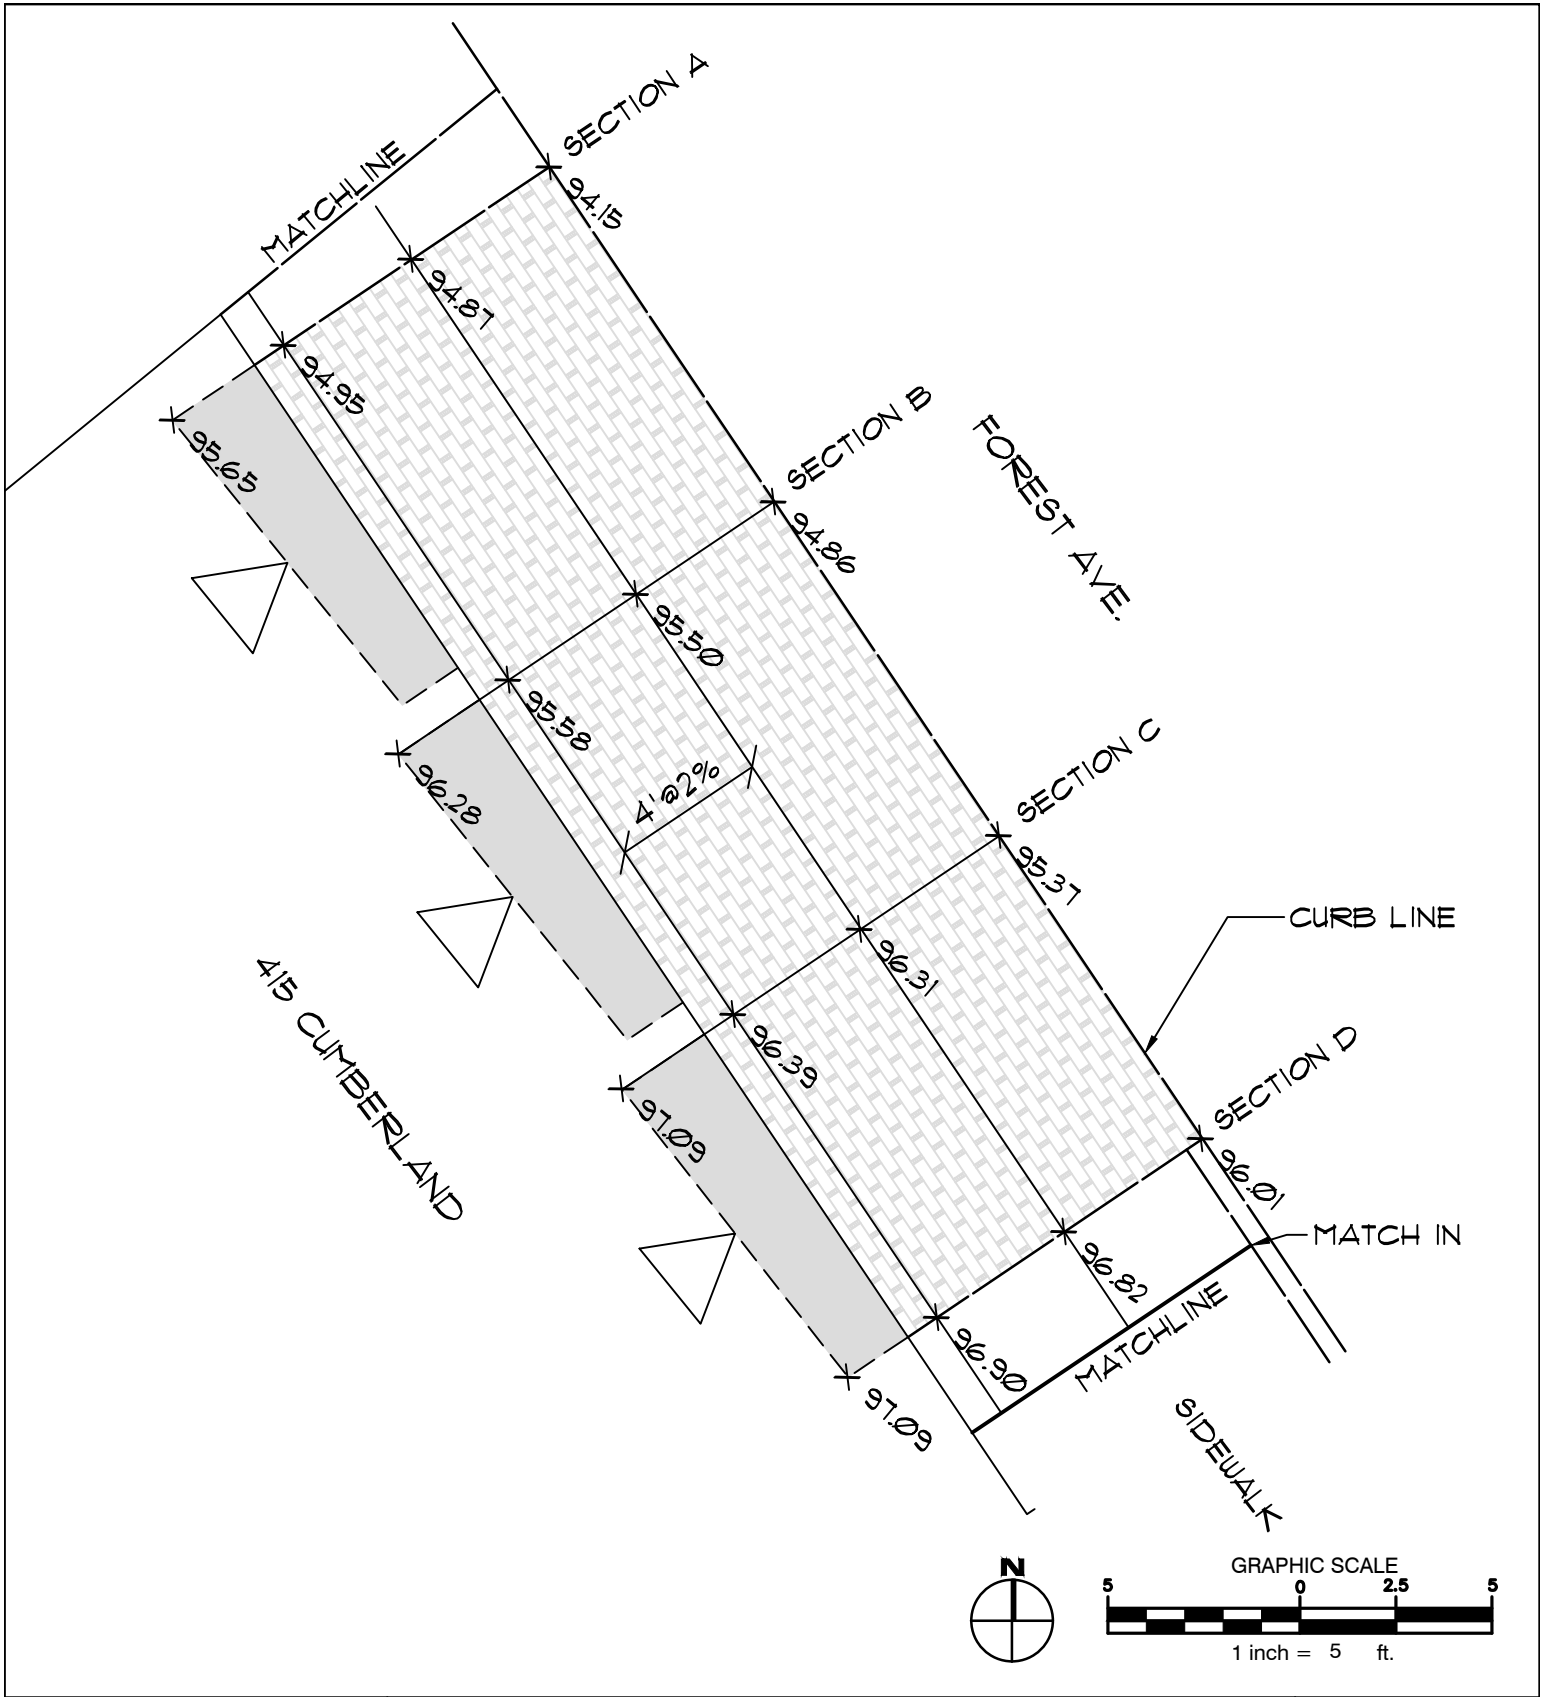 SECTION A
MATCHLINE
94.15
94.87
94.95
95.65
SECTION B
FOREST AVE.
94.86
95.50
95.58
96.28
4' @2%
SECTION C
95.37
96.31
96.39
97.09
CURB LINE
415 CUMBERLAND
SECTION D
96.01
MATCH IN
96.82
MATCHLINE
96.90
97.09
SIDEWALK
N
GRAPHIC SCALE
5 0 2.5 5
1 inch = 5 ft.